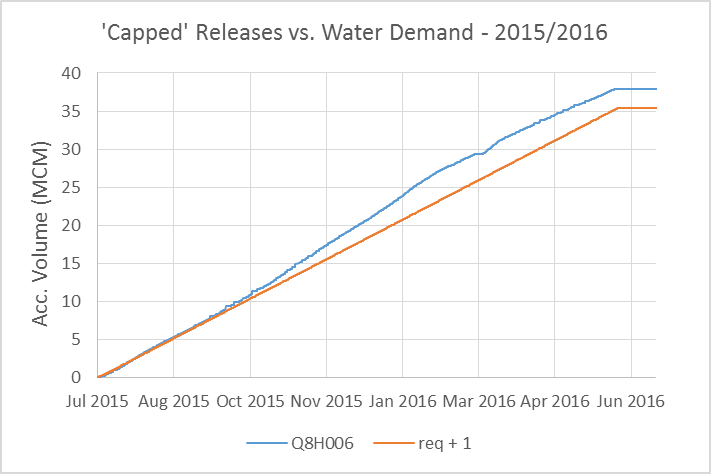 'Capped' Releases vs. Water Demand - 2015/2016
Acc. Volume (MCM)
40
35
30
25
20
15
10
5
0
Jul 2015 Aug 2015 Oct 2015 Nov 2015 Jan 2016 Mar 2016 Apr 2016 Jun 2016
Q8H006 req + 1